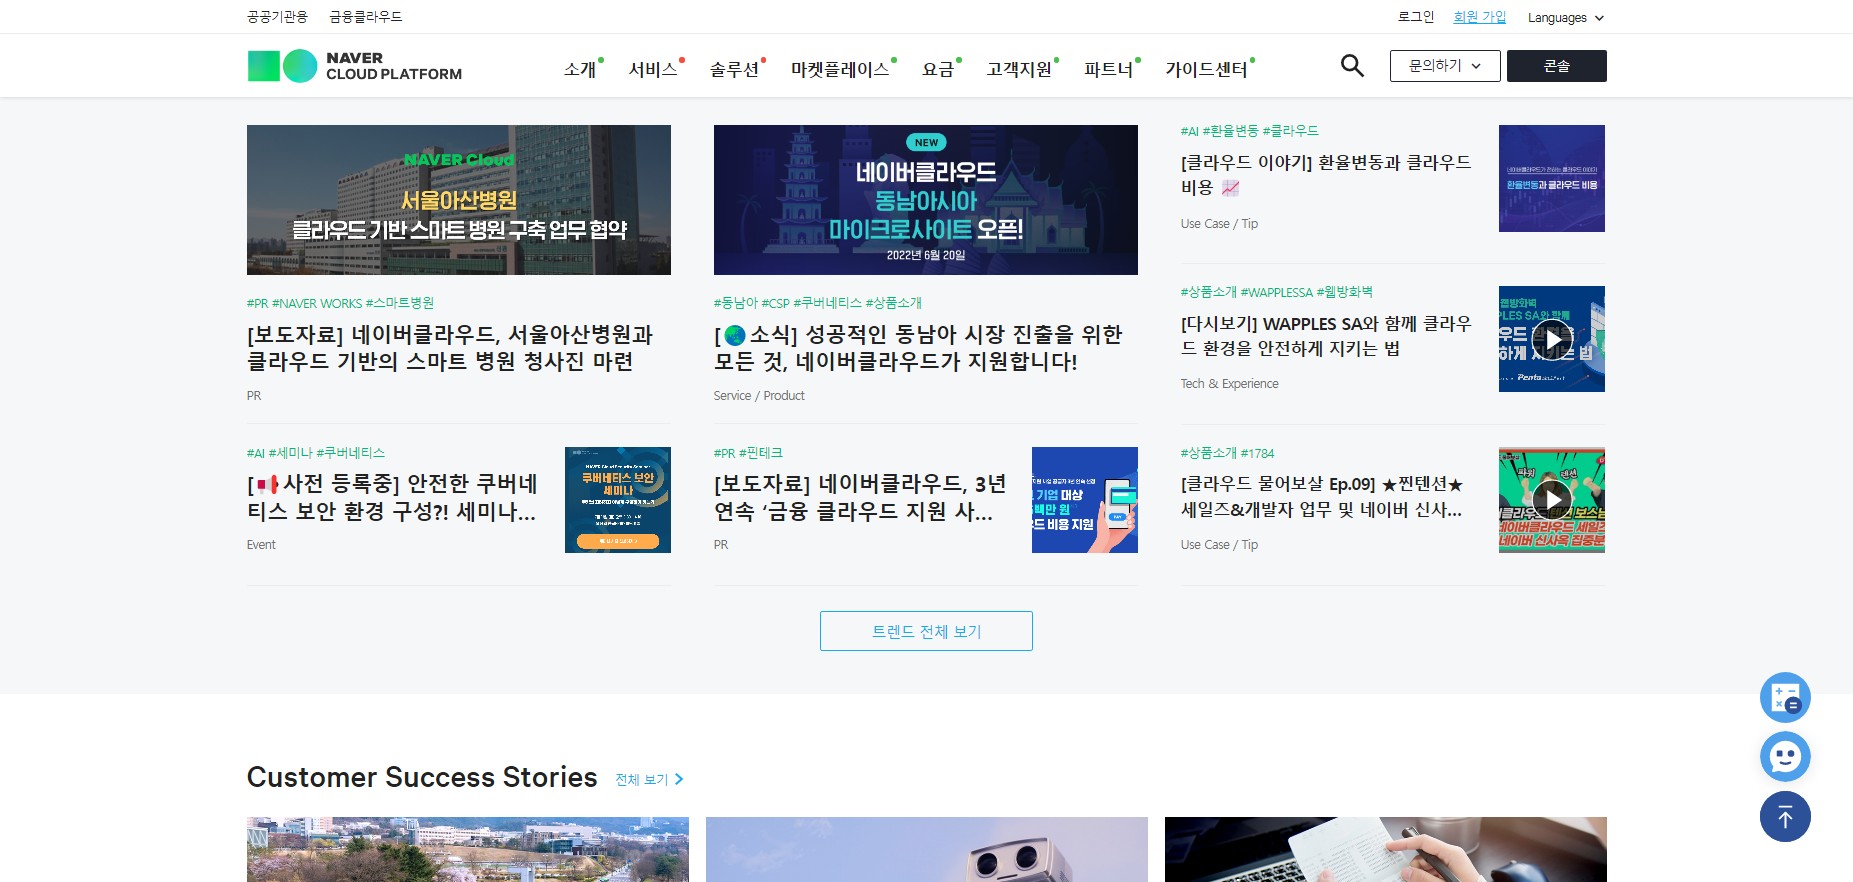 공공기관용 금융클라우드 로그인 회원 가입 Languages
NAVER
CLOUD PLATFORM
소개 서비스 솔루션 마켓플레이스 요금 고객지원 파트너 가이드센터 문의하기 콘솔
NAVER Cloud
서울아산병원
클라우드 기반 스마트 병원 구축 업무 협약
#PR #NAVER WORKS #스마트병원
[보도자료] 네이버클라우드, 서울아산병원과
클라우드 기반의 스마트 병원 청사진 마련
PR
NEW
네이버클라우드
동남아시아
마이크로사이트 오픈!
2022년 6월 20일
#동남아 #CSP #쿠버네티스 #상품소개
[🌏소식] 성공적인 동남아 시장 진출을 위한
모든 것, 네이버클라우드가 지원합니다!
Service / Product
#AI #환율변동 #클라우드
[클라우드 이야기] 환율변동과 클라우드
비용 📈
Use Case / Tip
환율변동과 클라우드 비용
#상품소개 #WAPPLESSA #웹방화벽
[다시보기] WAPPLES SA와 함께 클라우
드 환경을 안전하게 지키는 법
Tech & Experience
웹방화벽
PLES SA와 함께
하게 지키는 법
#AI #세미나 #쿠버네티스
[📢사전 등록중] 안전한 쿠버네
티스 보안 환경 구성?! 세미나...
Event
쿠버네티스 보안
세미나
#PR #핀테크
[보도자료] 네이버클라우드, 3년
연속 ‘금융 클라우드 지원 사...
PR
기업 대상
백만 원
드 비용 지원
#상품소개 #1784
[클라우드 물어보살 Ep.09] ★찐텐션★
세일즈&개발자 업무 및 네이버 신사...
Use Case / Tip
파워 텐션
네이버클라우드 세일즈
네이버 신사옥 집중분
트렌드 전체 보기
Customer Success Stories 전체 보기